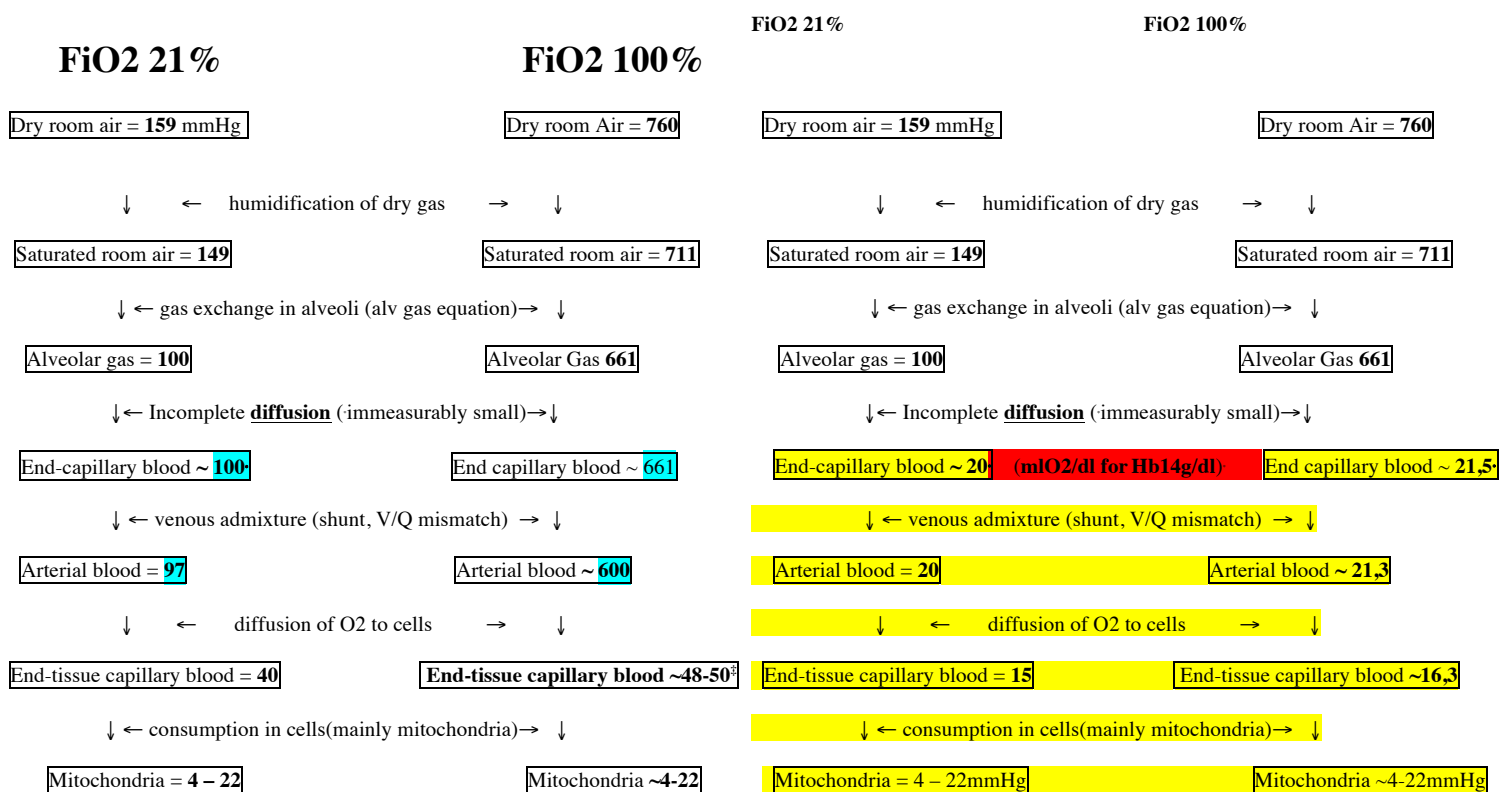 FiO2 21% FiO2 100%
FiO2 21% FiO2 100%
Dry room air = 159 mmHg Dry room Air = 760 Dry room air = 159 mmHg Dry room Air = 760
↓ ← humidification of dry gas → ↓ ↓ ← humidification of dry gas → ↓
Saturated room air = 149 Saturated room air = 711 Saturated room air = 149 Saturated room air = 711
↓ ← gas exchange in alveoli (alv gas equation)→ ↓ ↓ ← gas exchange in alveoli (alv gas equation)→ ↓
Alveolar gas = 100 Alveolar Gas 661 Alveolar gas = 100 Alveolar Gas 661
↓← Incomplete diffusion (·immeasurably small)→↓ ↓← Incomplete diffusion (·immeasurably small)→↓
End-capillary blood ~ 100· End capillary blood ~ 661 End-capillary blood ~ 20· (mlO2/dl for Hb14g/dl)· End capillary blood ~ 21,5·
↓ ← venous admixture (shunt, V/Q mismatch) → ↓ ↓ ← venous admixture (shunt, V/Q mismatch) → ↓
Arterial blood = 97 Arterial blood ~ 600 Arterial blood = 20 Arterial blood ~ 21,3
↓ ← diffusion of O2 to cells → ↓ ↓ ← diffusion of O2 to cells → ↓
End-tissue capillary blood = 40 End-tissue capillary blood ~48-50‡ End-tissue capillary blood = 15 End-tissue capillary blood ~16,3
↓ ← consumption in cells(mainly mitochondria)→ ↓ ↓ ← consumption in cells(mainly mitochondria)→ ↓
Mitochondria = 4 – 22 Mitochondria ~4-22 Mitochondria = 4 – 22mmHg Mitochondria ~4-22mmHg